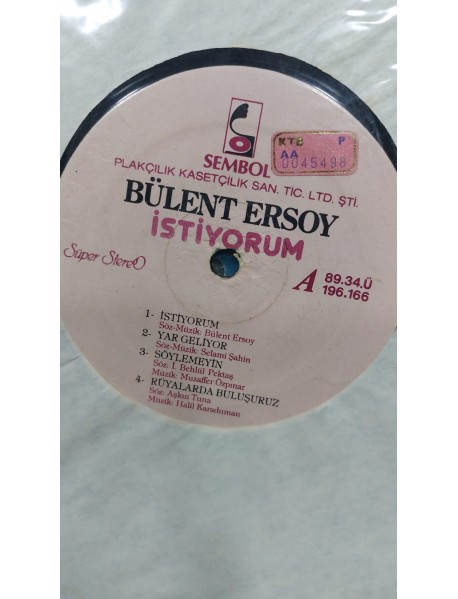 SEMBOL
KTB P
AA
0045498
PLAKÇILIK KASETÇİLİK SAN. TİC. LTD. ŞTİ.
BÜLENT ERSOY
İSTİYORUM
Süper Stereo
A 89.34.Ü
196.166
1- İSTİYORUM
Söz-Müzik: Bülent Ersoy
2- YAR GELİYOR
Söz-Müzik: Selami Şahin
3- SÖYLEMEYİN
Söz: İ. Behlül Pektaş
Müzik: Muzaffer Özpınar
4- RÜYALARDA BULUŞURUZ
Söz: Aşkın Tuna
Müzik: Halil Karaduman